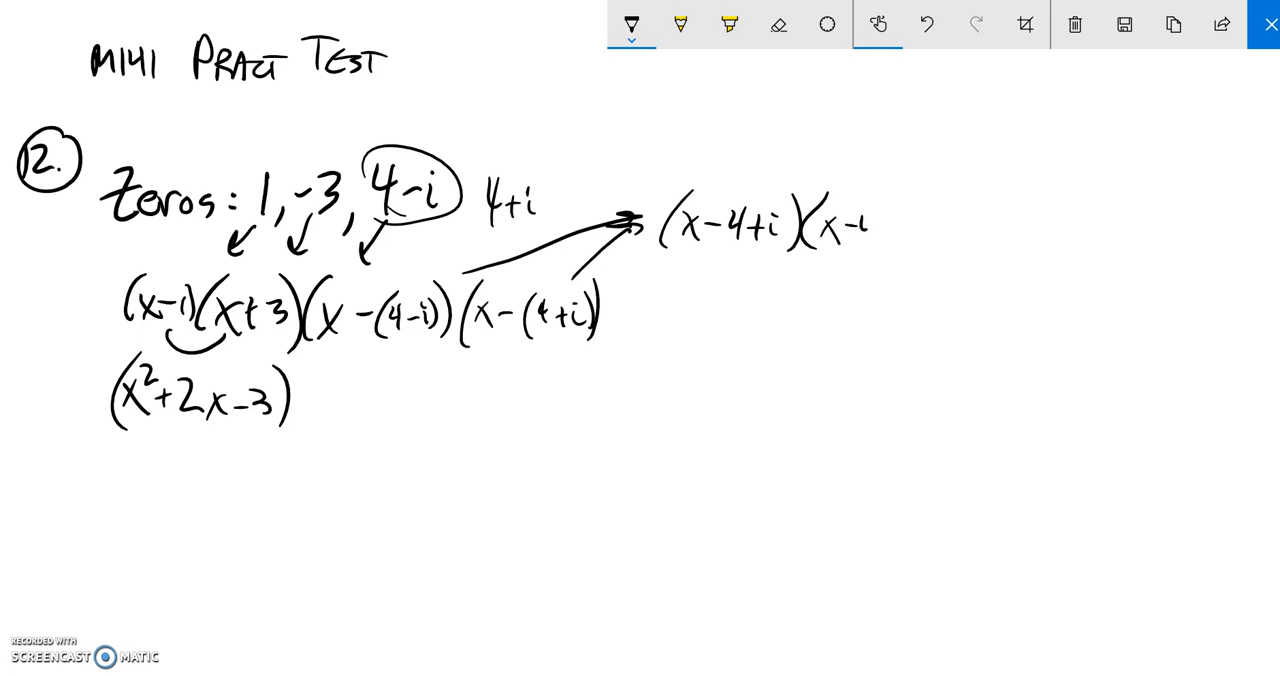 M141 PRACT TEST
12.
Zeros: 1, -3, 4-i 4+i
(x-4+i)(x-
(x-1)(x+3)(x-(4-i))(x-(4+i)
(x²+2x-3)
RECORDED WITH
SCREENCAST MATIC